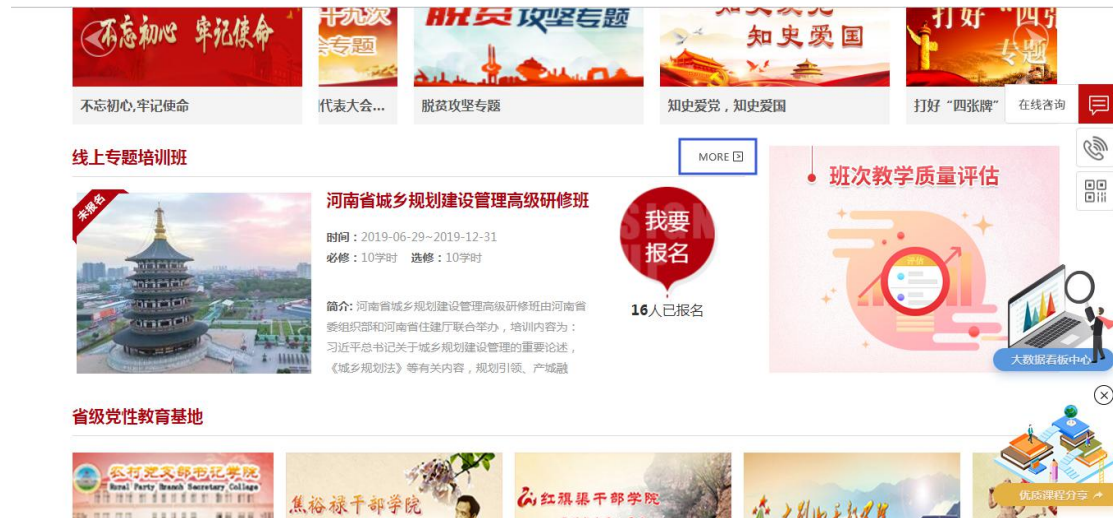 不忘初心 牢记使命
十九次
会专题
脱贫攻坚专题
知史爱国
打好“四张
专题
不忘初心,牢记使命
代表大会...
脱贫攻坚专题
知史爱党，知史爱国
打好“四张牌”
在线咨询
线上专题培训班
MORE
未报名
河南省城乡规划建设管理高级研修班
时间：2019-06-29~2019-12-31
必修：10学时 选修：10学时
简介: 河南省城乡规划建设管理高级研修班由河南省
委组织部和河南省住建厅联合举办，培训内容为：
习近平总书记关于城乡规划建设管理的重要论述，
《城乡规划法》等有关内容，规划引领、产城融
SIGN
UP
我要
报名
16人已报名
班次教学质量评估
评估
大数据看板中心
省级党性教育基地
农村党支部书记学院
Rural Party Branch Secretary College
焦裕禄干部学院
红旗渠干部学院
优质课程分享